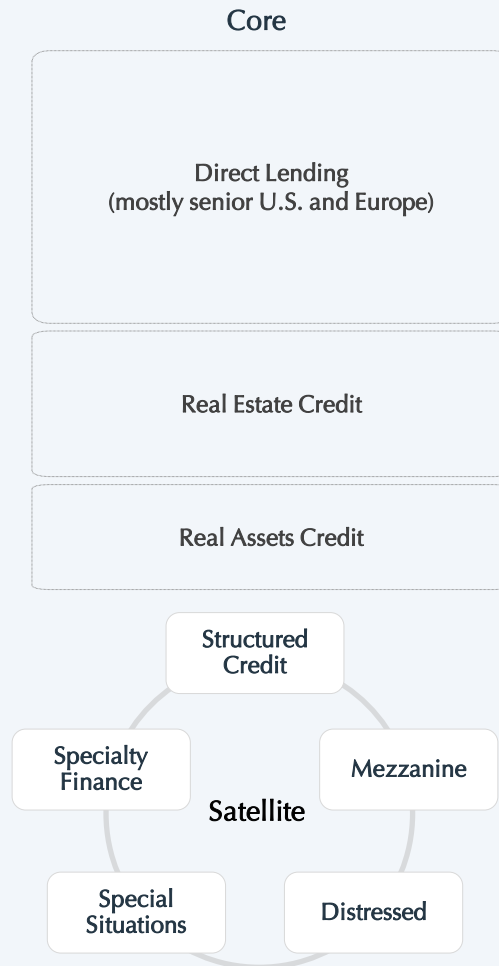 Core
Direct Lending
(mostly senior U.S. and Europe)
Real Estate Credit
Real Assets Credit
Structured
Credit
Specialty
Finance
Mezzanine
Satellite
Special
Situations
Distressed